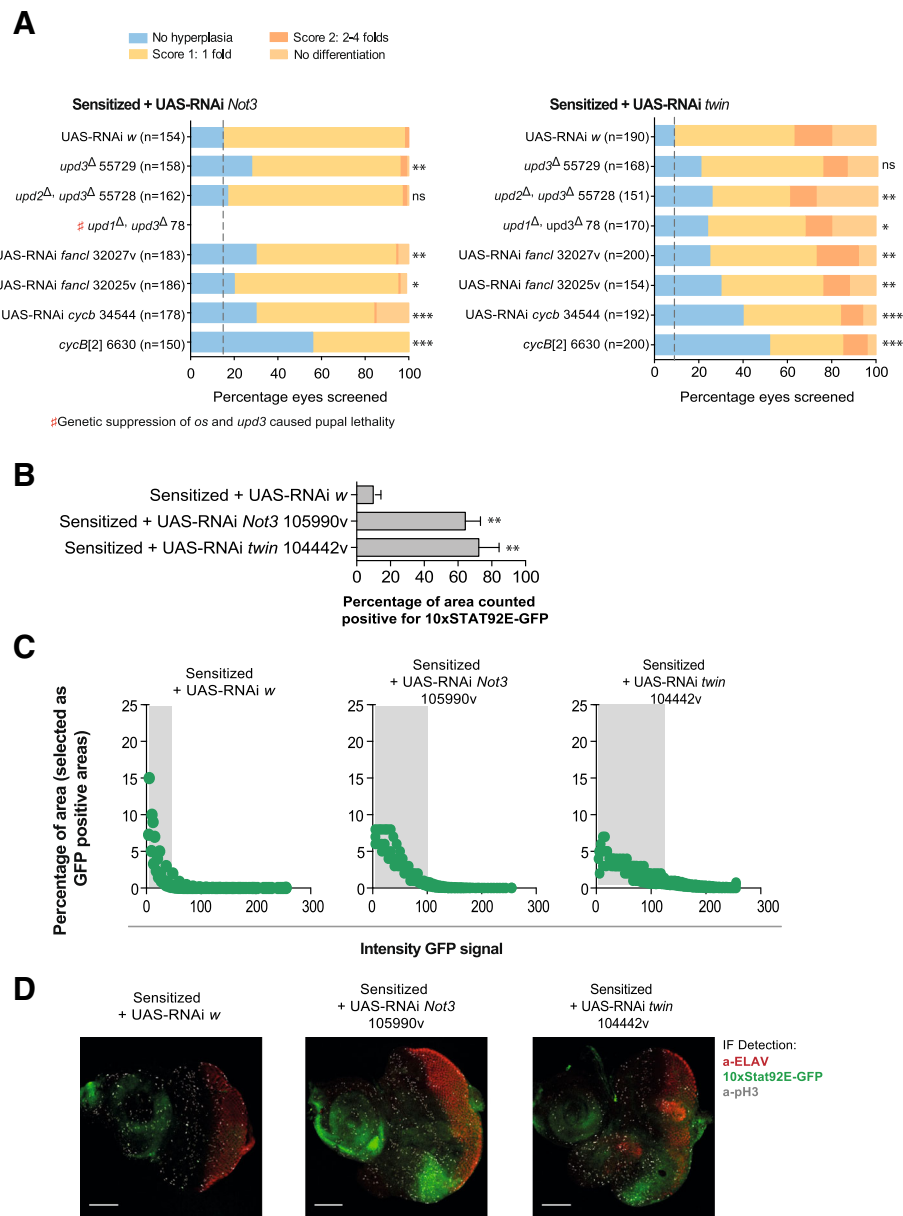 A
No hyperplasia
Score 1: 1 fold
Score 2: 2-4 folds
No differentiation
Sensitized + UAS-RNAi Not3
UAS-RNAi w (n=154)
upd3Δ 55729 (n=158)
**
upd2Δ, upd3Δ 55728 (n=162)
ns
♯ upd1Δ, upd3Δ 78
UAS-RNAi fancl 32027v (n=183)
**
UAS-RNAi fancl 32025v (n=186)
*
UAS-RNAi cycb 34544 (n=178)
***
cycB[2] 6630 (n=150)
***
0 20 40 60 80 100
Percentage eyes screened
♯Genetic suppression of os and upd3 caused pupal lethality
Sensitized + UAS-RNAi twin
UAS-RNAi w (n=190)
upd3Δ 55729 (n=168)
ns
upd2Δ, upd3Δ 55728 (151)
**
upd1Δ, upd3Δ 78 (n=170)
*
UAS-RNAi fancl 32027v (n=200)
**
UAS-RNAi fancl 32025v (n=154)
**
UAS-RNAi cycb 34544 (n=192)
***
cycB[2] 6630 (n=200)
***
0 20 40 60 80 100
Percentage eyes screened
B
Sensitized + UAS-RNAi w
Sensitized + UAS-RNAi Not3 105990v
**
Sensitized + UAS-RNAi twin 104442v
**
0 20 40 60 80 100
Percentage of area counted
positive for 10xSTAT92E-GFP
C
Percentage of area (selected as
GFP positive areas)
Sensitized
+ UAS-RNAi w
25
20
15
10
5
0
0 100 200 300
Sensitized
+ UAS-RNAi Not3
105990v
25
20
15
10
5
0
0 100 200 300
Sensitized
+ UAS-RNAi twin
104442v
25
20
15
10
5
0
0 100 200 300
Intensity GFP signal
D
Sensitized
+ UAS-RNAi w
Sensitized
+ UAS-RNAi Not3
105990v
Sensitized
+ UAS-RNAi twin
104442v
IF Detection:
a-ELAV
10xStat92E-GFP
a-pH3